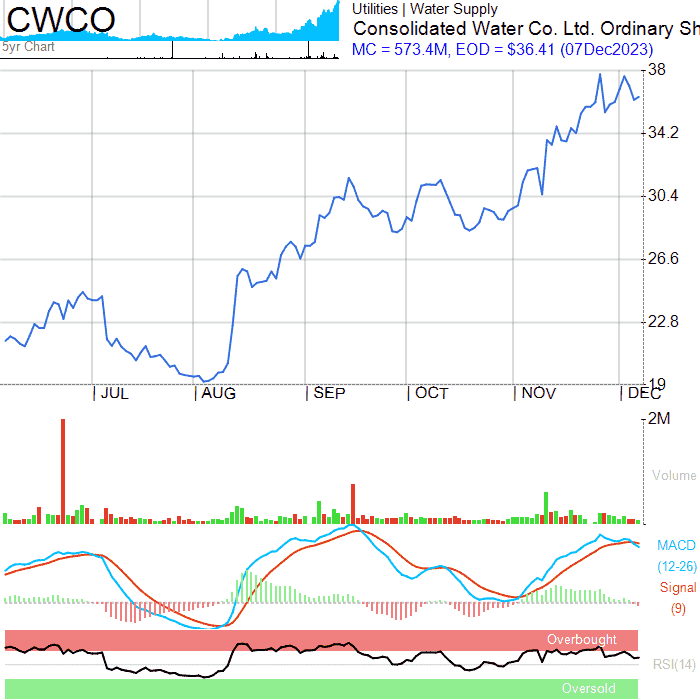 CWCO
5yr Chart
Utilities | Water Supply
Consolidated Water Co. Ltd. Ordinary Sh
MC = 573.4M, EOD = $36.41 (07Dec2023)
38
34.2
30.4
26.6
22.8
19
JUL AUG SEP OCT NOV DEC
2M
Volume
MACD
(12-26)
Signal
(9)
Overbought
RSI(14)
Oversold